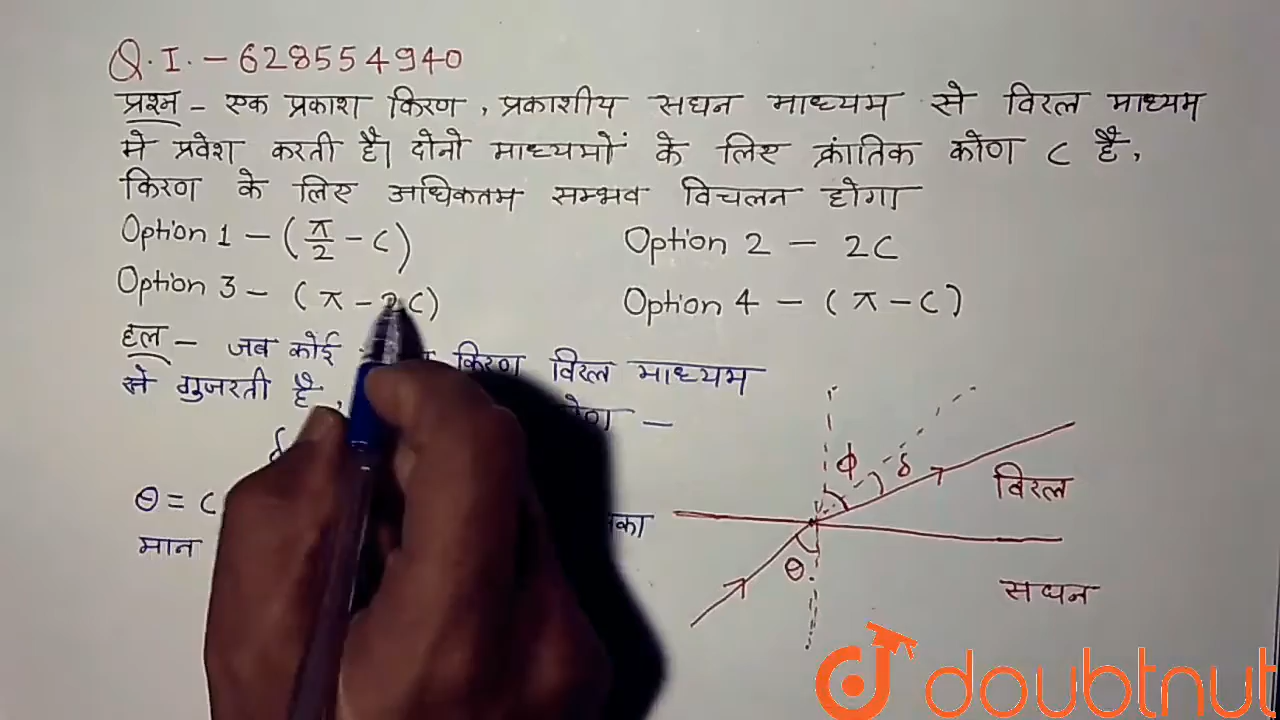 Q.I. - 628554940
प्रश्न - एक प्रकाश किरण, प्रकाशीय सघन माध्यम से विरल माध्यम
मे प्रवेश करती है। दोनो माध्यमों के लिए क्रांतिक कोण C है,
किरण के लिए अधिकतम सम्भव विचलन होगा
Option 1 - (π/2 - C) Option 2 - 2C
Option 3 - (π - 2C) Option 4 - (π - C)
हल - जब कोई किरण विरल माध्यम
से गुजरती है,
θ = C
मान
ϕ δ
विरल
θ
सघन
doubtnut